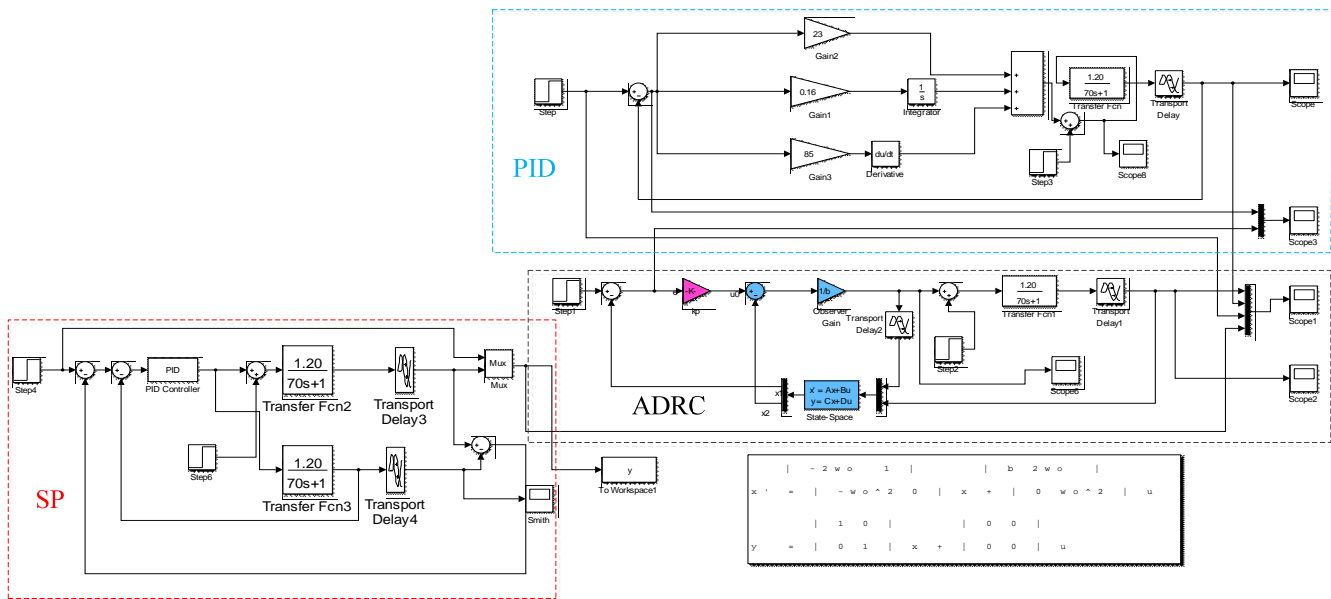 23
Gain2
Step
+
-
0.16
Gain1
1
s
Integrator
+
+
+
1.20
70s+1
Transfer Fcn
Transport
Delay
Scope
PID
85
Gain3
du/dt
Derivative
+
+
Step3
Scope8
Scope3
Step1
+
-
-K-
kp
u0
+
-
1/b
Observer
Gain
+
+
1.20
70s+1
Transfer Fcn1
Transport
Delay1
Scope1
Transport
Delay2
Step2
Scope6
Scope2
ADRC
x1
x2
x' = Ax+Bu
y = Cx+Du
State-Space
Step4
+
-
+
-
PID
PID Controller
+
+
1.20
70s+1
Transfer Fcn2
Transport
Delay3
Mux
Mux
Step6
1.20
70s+1
Transfer Fcn3
Transport
Delay4
+
-
Smith
SP
y
To Workspace1
| -2wo 1 | | b 2wo |
x' = | -wo^2 0 | x + | 0 wo^2 | u
| 1 0 | | 0 0 |
y = | 0 1 | x + | 0 0 | u